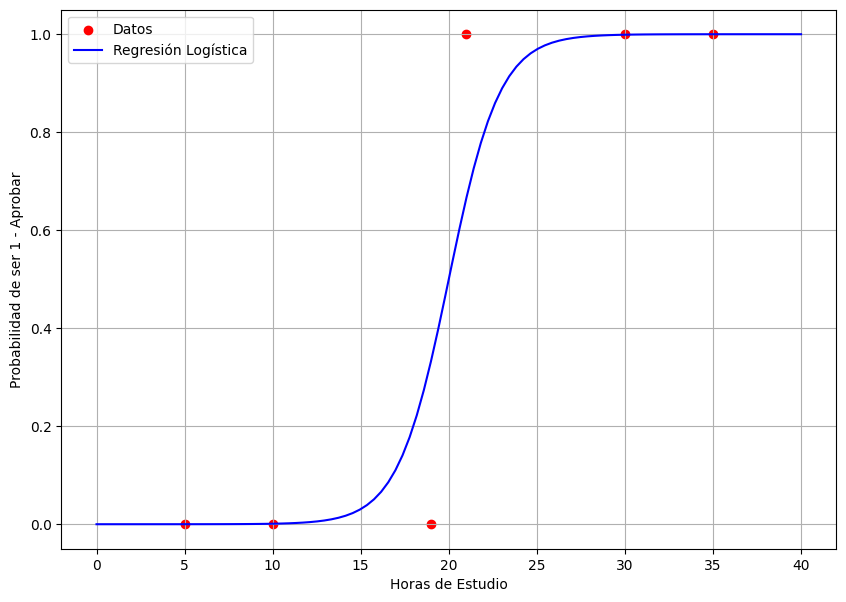 Datos
Regresión Logística
Probabilidad de ser 1 - Aprobar
1.0
0.8
0.6
0.4
0.2
0.0
0 5 10 15 20 25 30 35 40
Horas de Estudio